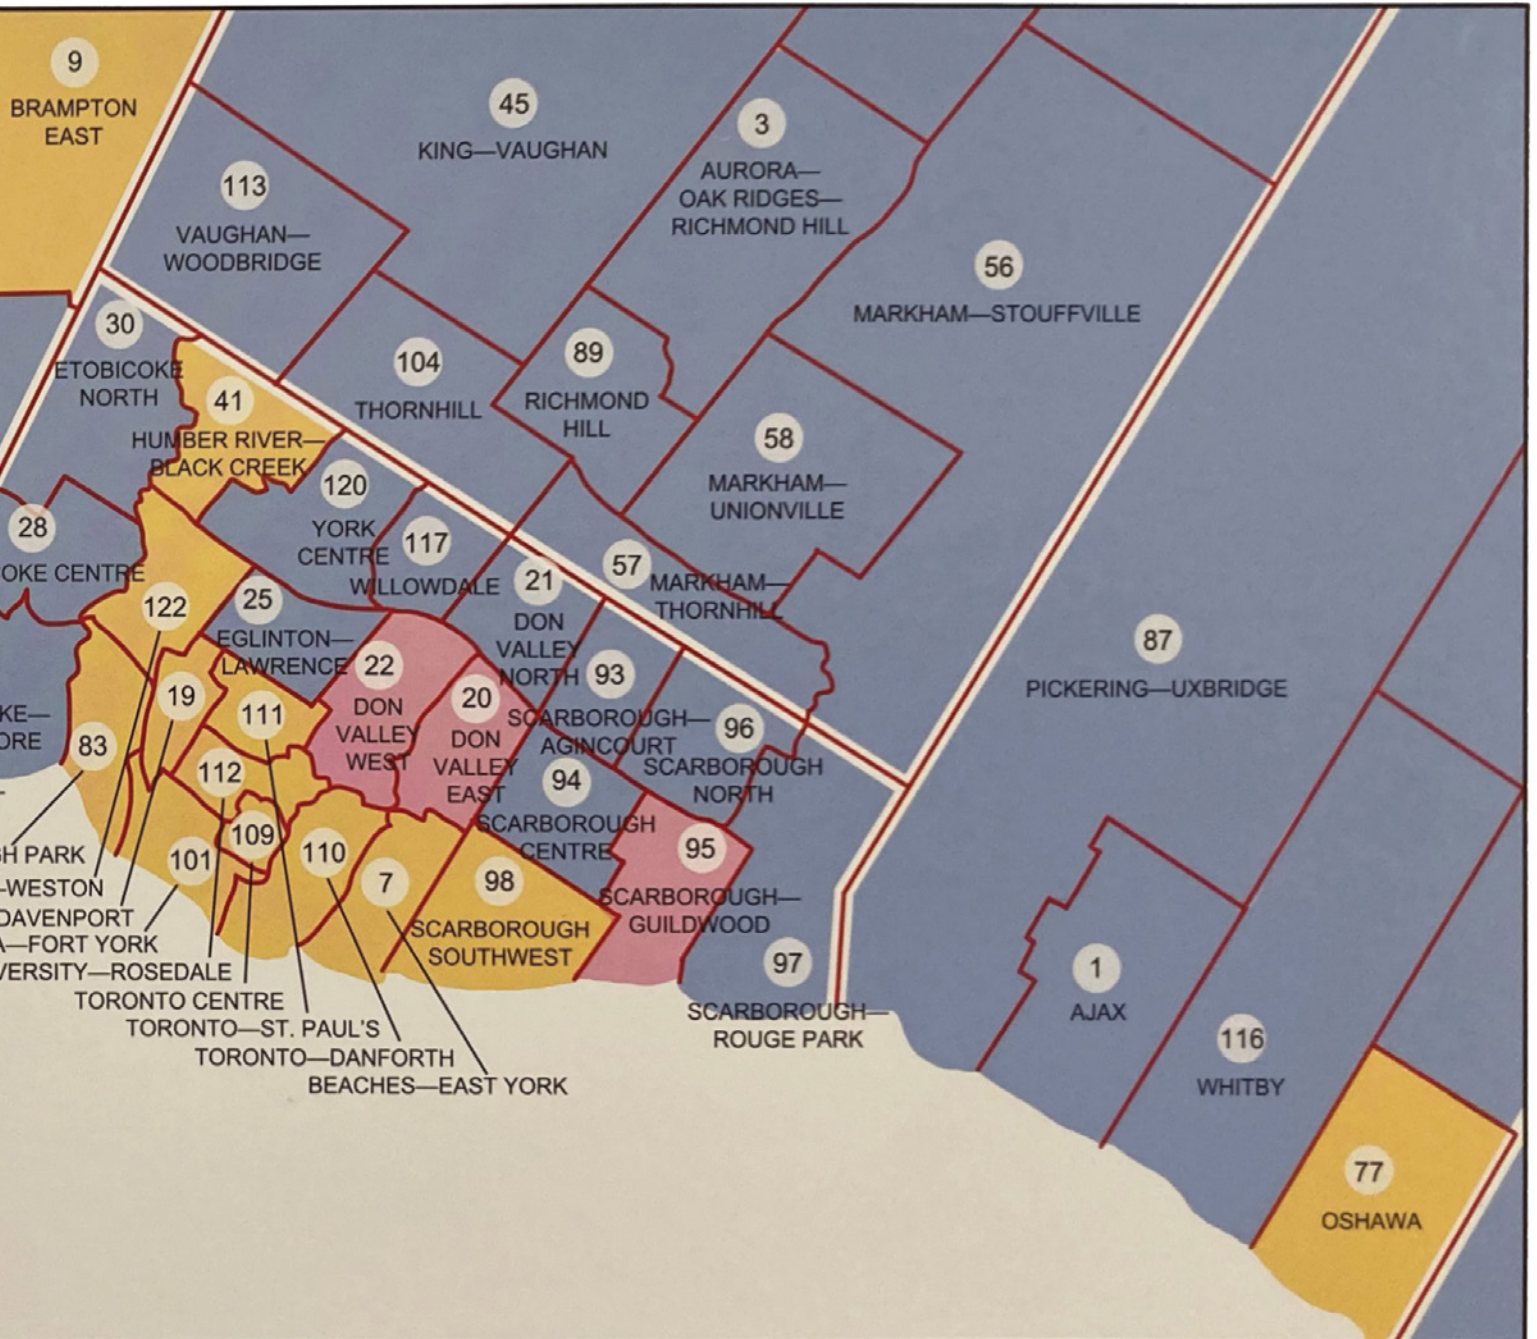 9
BRAMPTON
EAST
45
KING—VAUGHAN
3
AURORA—
OAK RIDGES—
RICHMOND HILL
113
VAUGHAN—
WOODBRIDGE
56
MARKHAM—STOUFFVILLE
30
ETOBICOKE
NORTH
104
THORNHILL
89
RICHMOND
HILL
41
HUMBER RIVER—
BLACK CREEK
58
MARKHAM—
UNIONVILLE
120
YORK
CENTRE
28
OKE CENTRE
117
WILLOWDALE
57
MARKHAM—
THORNHILL
21
DON
VALLEY
NORTH
122
25
EGLINTON—
LAWRENCE
87
PICKERING—UXBRIDGE
22
DON
VALLEY
WEST
93
SCARBOROUGH—
AGINCOURT
19
20
DON
VALLEY
EAST
111
KE—
ORE
96
SCARBOROUGH
NORTH
83
112
94
SCARBOROUGH
CENTRE
109
95
SCARBOROUGH—
GUILDWOOD
101
110
7
98
SCARBOROUGH
SOUTHWEST
97
SCARBOROUGH—
ROUGE PARK
1
AJAX
GH PARK
—WESTON
DAVENPORT
A—FORT YORK
VERSITY—ROSEDALE
TORONTO CENTRE
TORONTO—ST. PAUL'S
TORONTO—DANFORTH
BEACHES—EAST YORK
116
WHITBY
77
OSHAWA